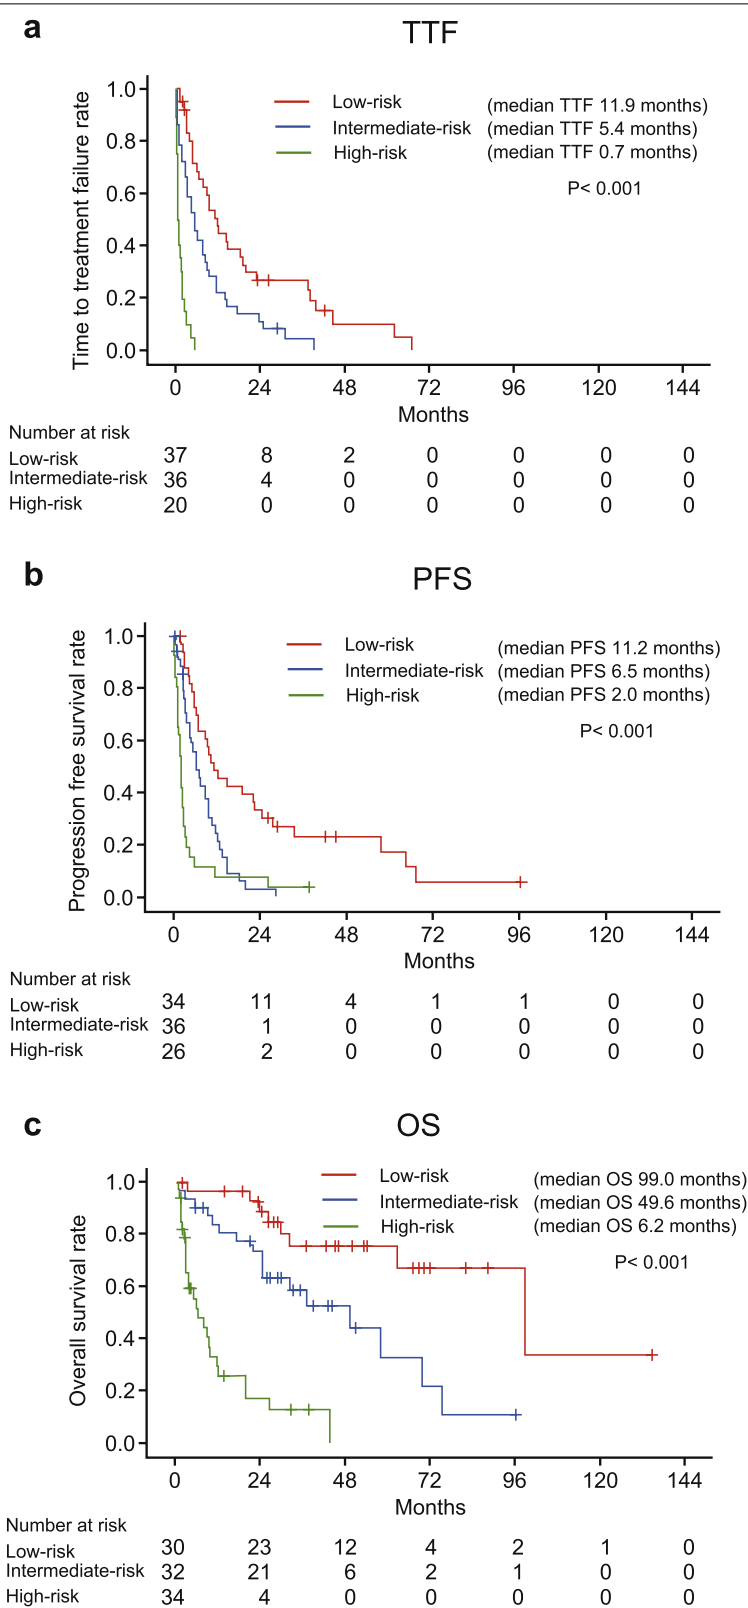 a
TTF
Time to treatment failure rate
1.0
0.8
0.6
0.4
0.2
0.0
Low-risk (median TTF 11.9 months)
Intermediate-risk (median TTF 5.4 months)
High-risk (median TTF 0.7 months)
P< 0.001
0 24 48 72 96 120 144
Months
Number at risk
Low-risk 37 8 2 0 0 0 0
Intermediate-risk 36 4 0 0 0 0 0
High-risk 20 0 0 0 0 0 0
b
PFS
Progression free survival rate
1.0
0.8
0.6
0.4
0.2
0.0
Low-risk (median PFS 11.2 months)
Intermediate-risk (median PFS 6.5 months)
High-risk (median PFS 2.0 months)
P< 0.001
0 24 48 72 96 120 144
Months
Number at risk
Low-risk 34 11 4 1 1 0 0
Intermediate-risk 36 1 0 0 0 0 0
High-risk 26 2 0 0 0 0 0
c
OS
Overall survival rate
1.0
0.8
0.6
0.4
0.2
0.0
Low-risk (median OS 99.0 months)
Intermediate-risk (median OS 49.6 months)
High-risk (median OS 6.2 months)
P< 0.001
0 24 48 72 96 120 144
Months
Number at risk
Low-risk 30 23 12 4 2 1 0
Intermediate-risk 32 21 6 2 1 0 0
High-risk 34 4 0 0 0 0 0